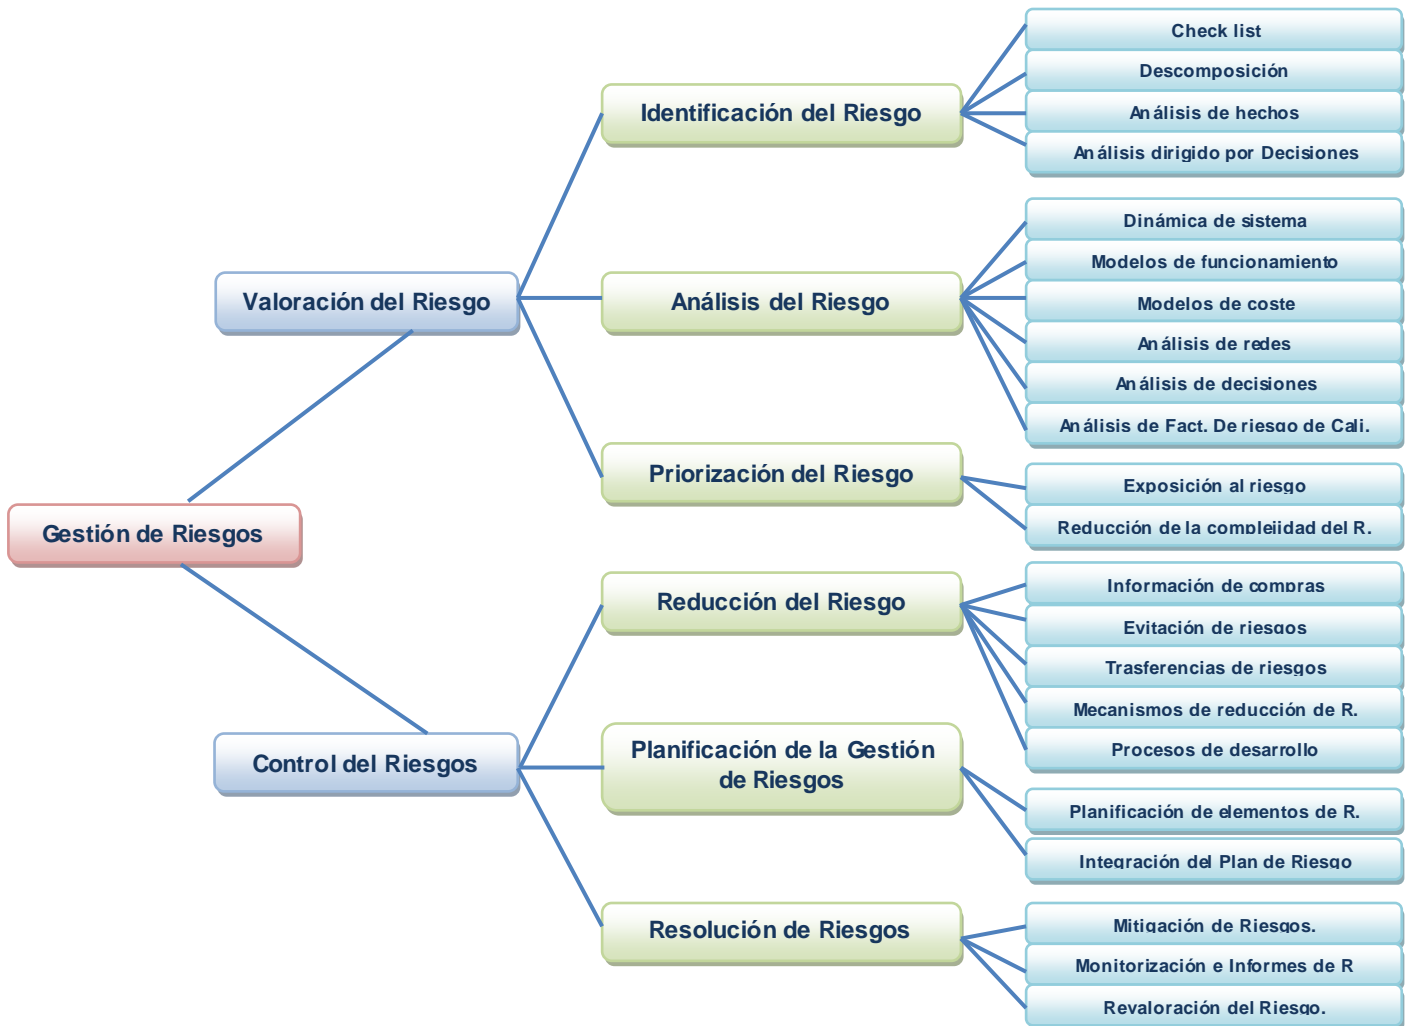 Gestión de Riesgos
Valoración del Riesgo
Identificación del Riesgo
Check list
Descomposición
Análisis de hechos
Análisis dirigido por Decisiones
Análisis del Riesgo
Dinámica de sistema
Modelos de funcionamiento
Modelos de coste
Análisis de redes
Análisis de decisiones
Análisis de Fact. De riesgo de Cali.
Priorización del Riesgo
Exposición al riesgo
Reducción de la complejidad del R.
Control del Riesgos
Reducción del Riesgo
Información de compras
Evitación de riesgos
Trasferencias de riesgos
Mecanismos de reducción de R.
Procesos de desarrollo
Planificación de la Gestión
de Riesgos
Planificación de elementos de R.
Integración del Plan de Riesgo
Resolución de Riesgos
Mitigación de Riesgos.
Monitorización e Informes de R
Revaloración del Riesgo.